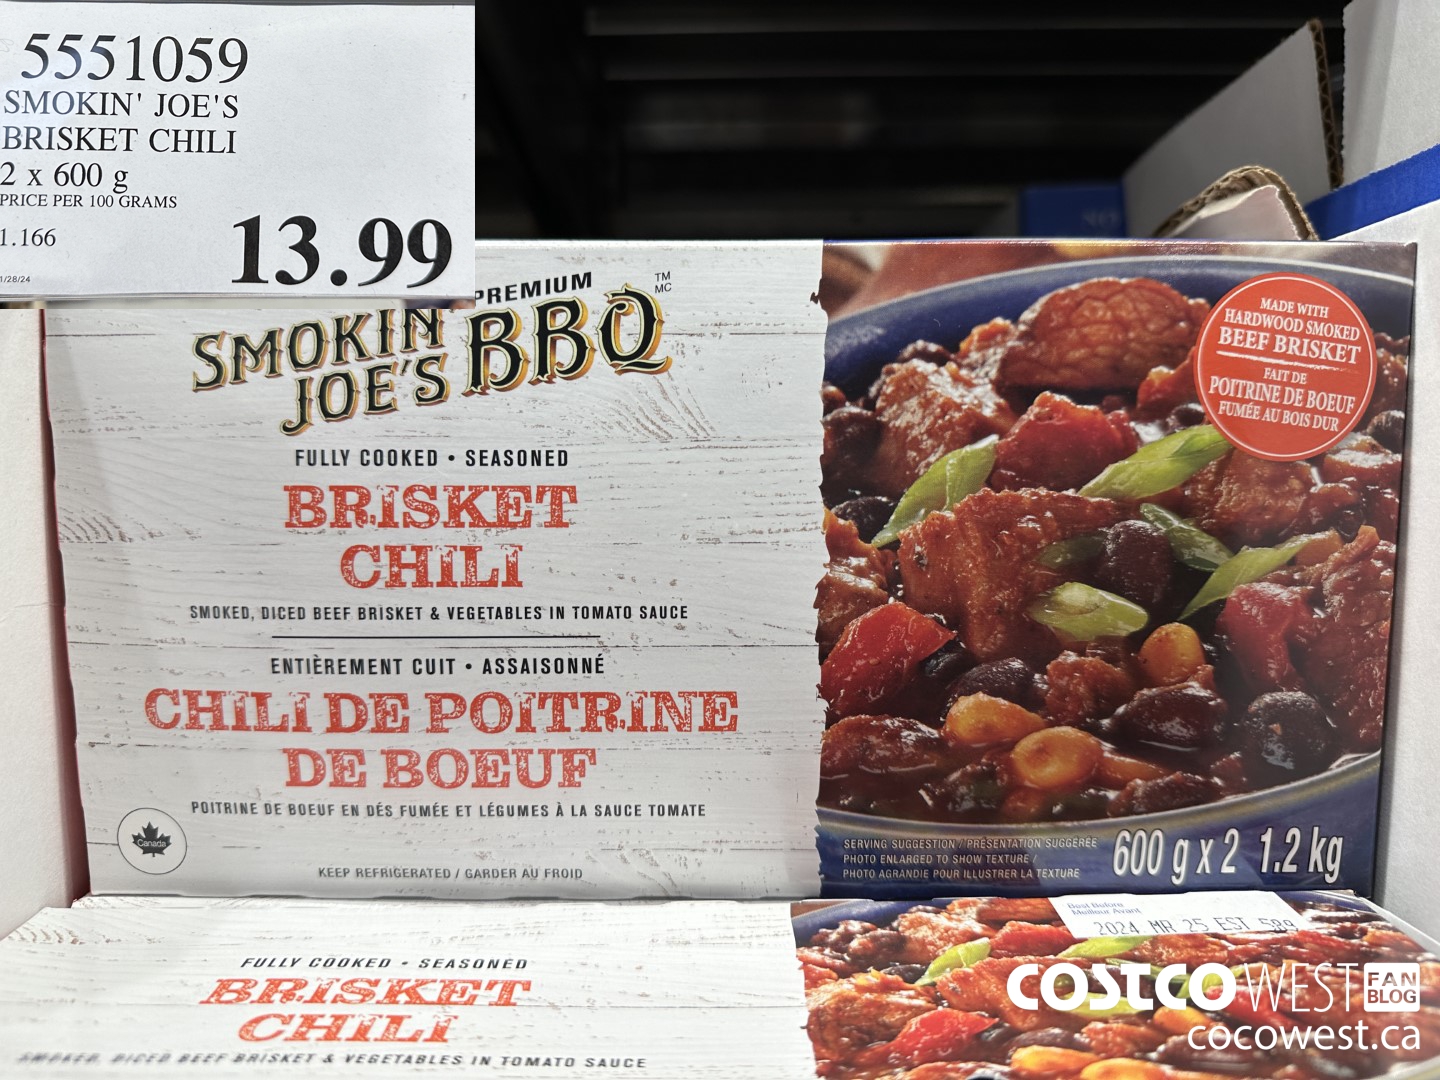 5551059
SMOKIN' JOE'S
BRISKET CHILI
2 x 600 g
PRICE PER 100 GRAMS
1.166
13.99
1/28/24
PREMIUM
SMOKIN
JOE'S
BBQ
TM
MC
FULLY COOKED • SEASONED
BRISKET
CHILI
SMOKED, DICED BEEF BRISKET & VEGETABLES IN TOMATO SAUCE
ENTIÈREMENT CUIT • ASSAISONNÉ
CHILI DE POITRINE
DE BOEUF
POITRINE DE BOEUF EN DÉS FUMÉE ET LÉGUMES À LA SAUCE TOMATE
Canada
KEEP REFRIGERATED / GARDER AU FROID
MADE WITH
HARDWOOD SMOKED
BEEF BRISKET
FAIT DE
POITRINE DE BOEUF
FUMÉE AU BOIS DUR
SERVING SUGGESTION / PRÉSENTATION SUGGÉRÉE
PHOTO ENLARGED TO SHOW TEXTURE /
PHOTO AGRANDIE POUR ILLUSTRER LA TEXTURE
600 g x 2 1.2 kg
Best Before
Meilleur Avant
2024 MR 25 EST 589
FULLY COOKED • SEASONED
BRISKET
CHILI
SMOKED, DICED BEEF BRISKET & VEGETABLES IN TOMATO SAUCE
COSTCO WEST FAN BLOG
cocowest.ca